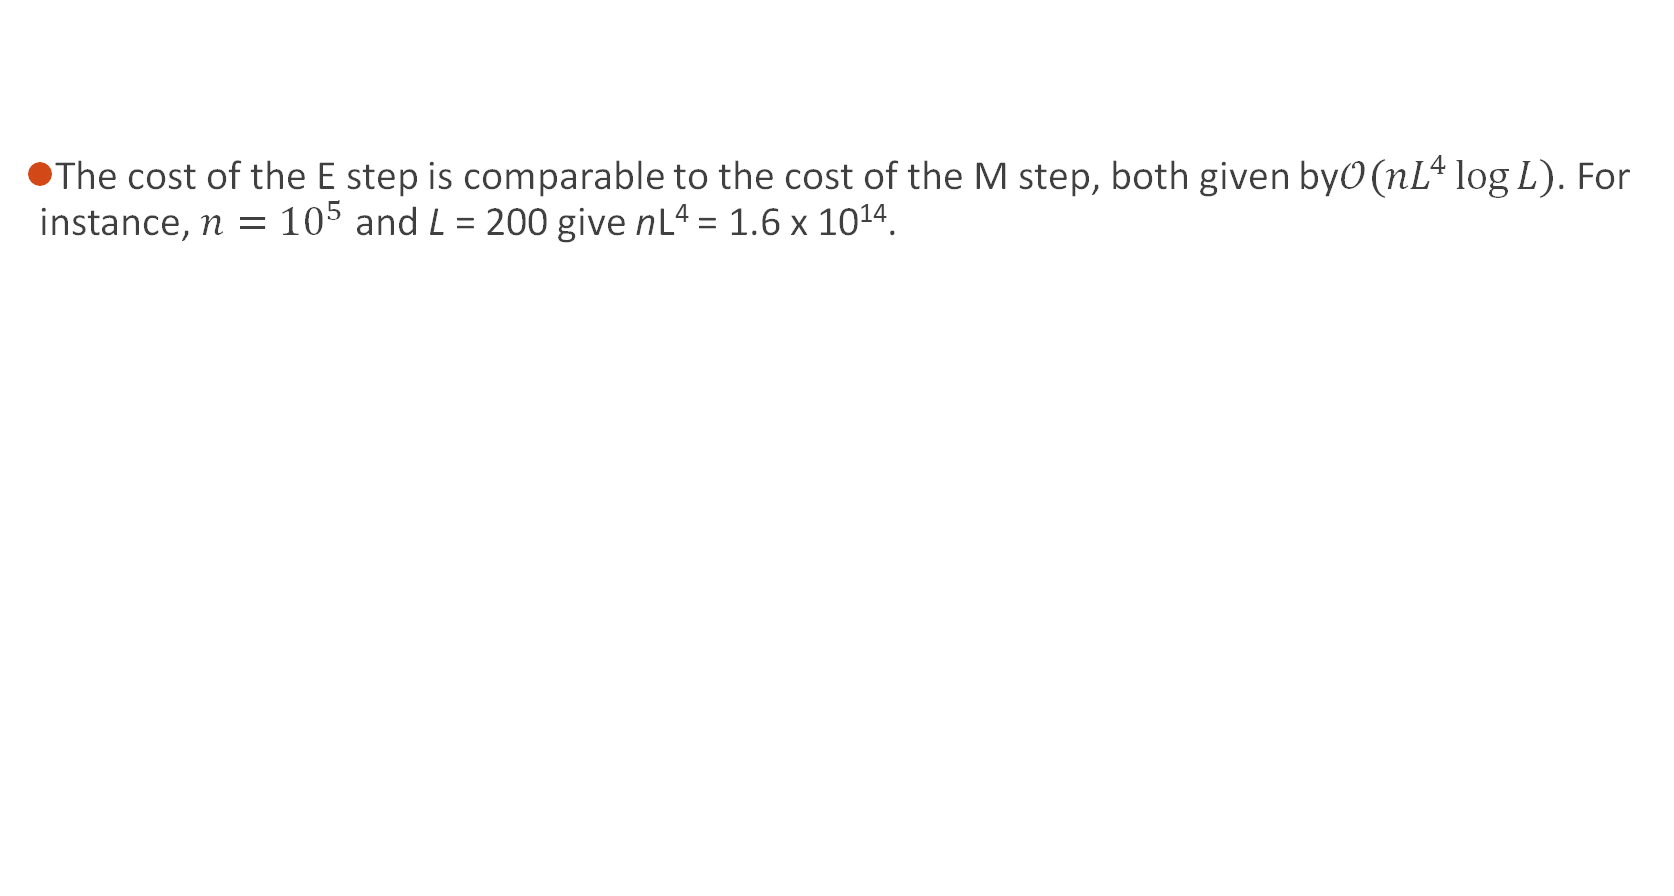 ●The cost of the E step is comparable to the cost of the M step, both given by𝒪(nL⁴ log L). For
instance, n = 10⁵ and L = 200 give nL⁴ = 1.6 x 10¹⁴.